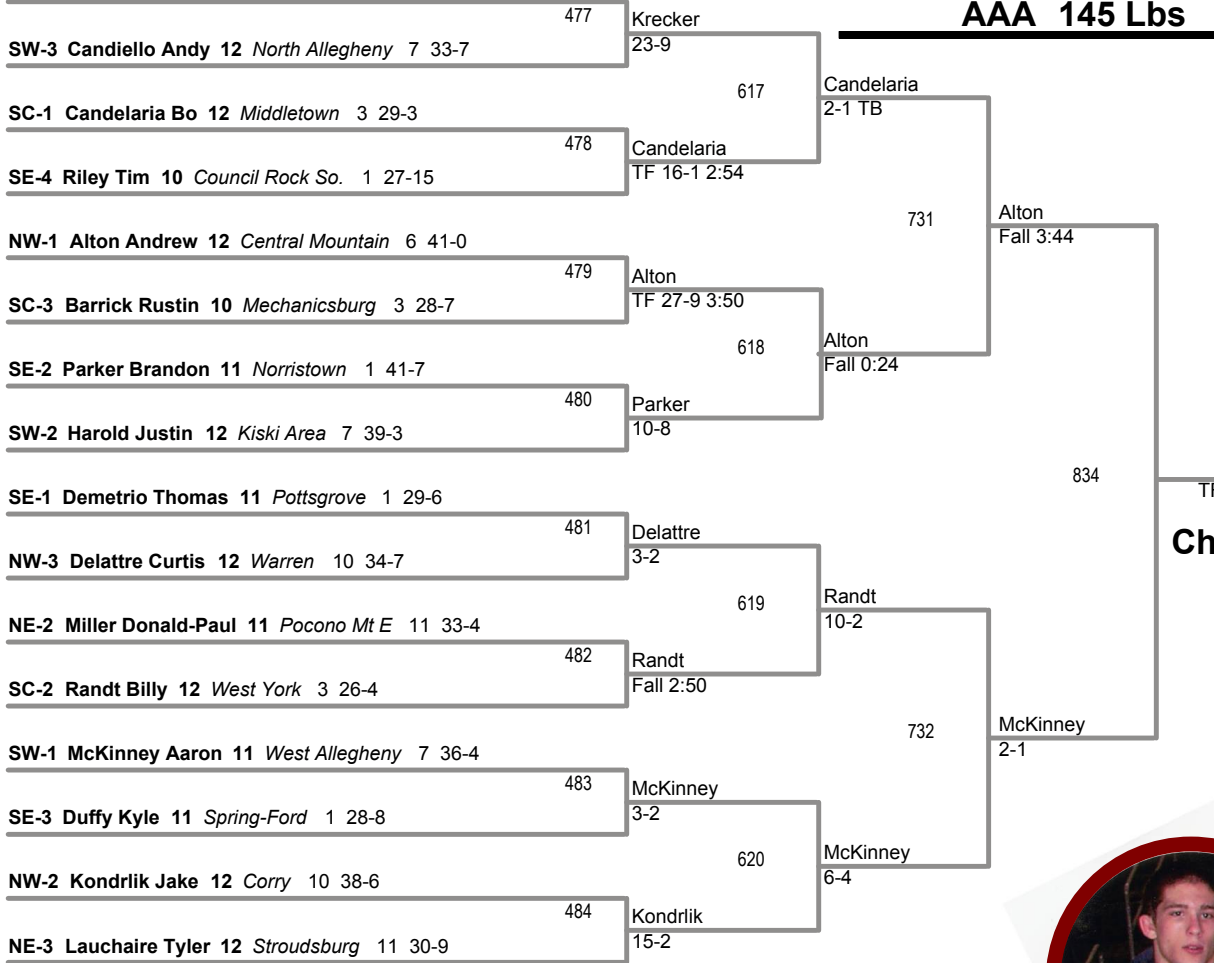 AAA 145 Lbs
477
Krecker
SW-3 Candiello Andy 12 North Allegheny 7 33-7
23-9
617
Candelaria
SC-1 Candelaria Bo 12 Middletown 3 29-3
2-1 TB
478
Candelaria
SE-4 Riley Tim 10 Council Rock So. 1 27-15
TF 16-1 2:54
731
Alton
NW-1 Alton Andrew 12 Central Mountain 6 41-0
Fall 3:44
479
Alton
SC-3 Barrick Rustin 10 Mechanicsburg 3 28-7
TF 27-9 3:50
618
Alton
SE-2 Parker Brandon 11 Norristown 1 41-7
Fall 0:24
480
Parker
SW-2 Harold Justin 12 Kiski Area 7 39-3
10-8
834
SE-1 Demetrio Thomas 11 Pottsgrove 1 29-6
481
Delattre
NW-3 Delattre Curtis 12 Warren 10 34-7
3-2
Ch
619
Randt
NE-2 Miller Donald-Paul 11 Pocono Mt E 11 33-4
10-2
482
Randt
SC-2 Randt Billy 12 West York 3 26-4
Fall 2:50
732
McKinney
SW-1 McKinney Aaron 11 West Allegheny 7 36-4
2-1
483
McKinney
SE-3 Duffy Kyle 11 Spring-Ford 1 28-8
3-2
620
McKinney
NW-2 Kondrlik Jake 12 Corry 10 38-6
6-4
484
Kondrlik
NE-3 Lauchaire Tyler 12 Stroudsburg 11 30-9
15-2